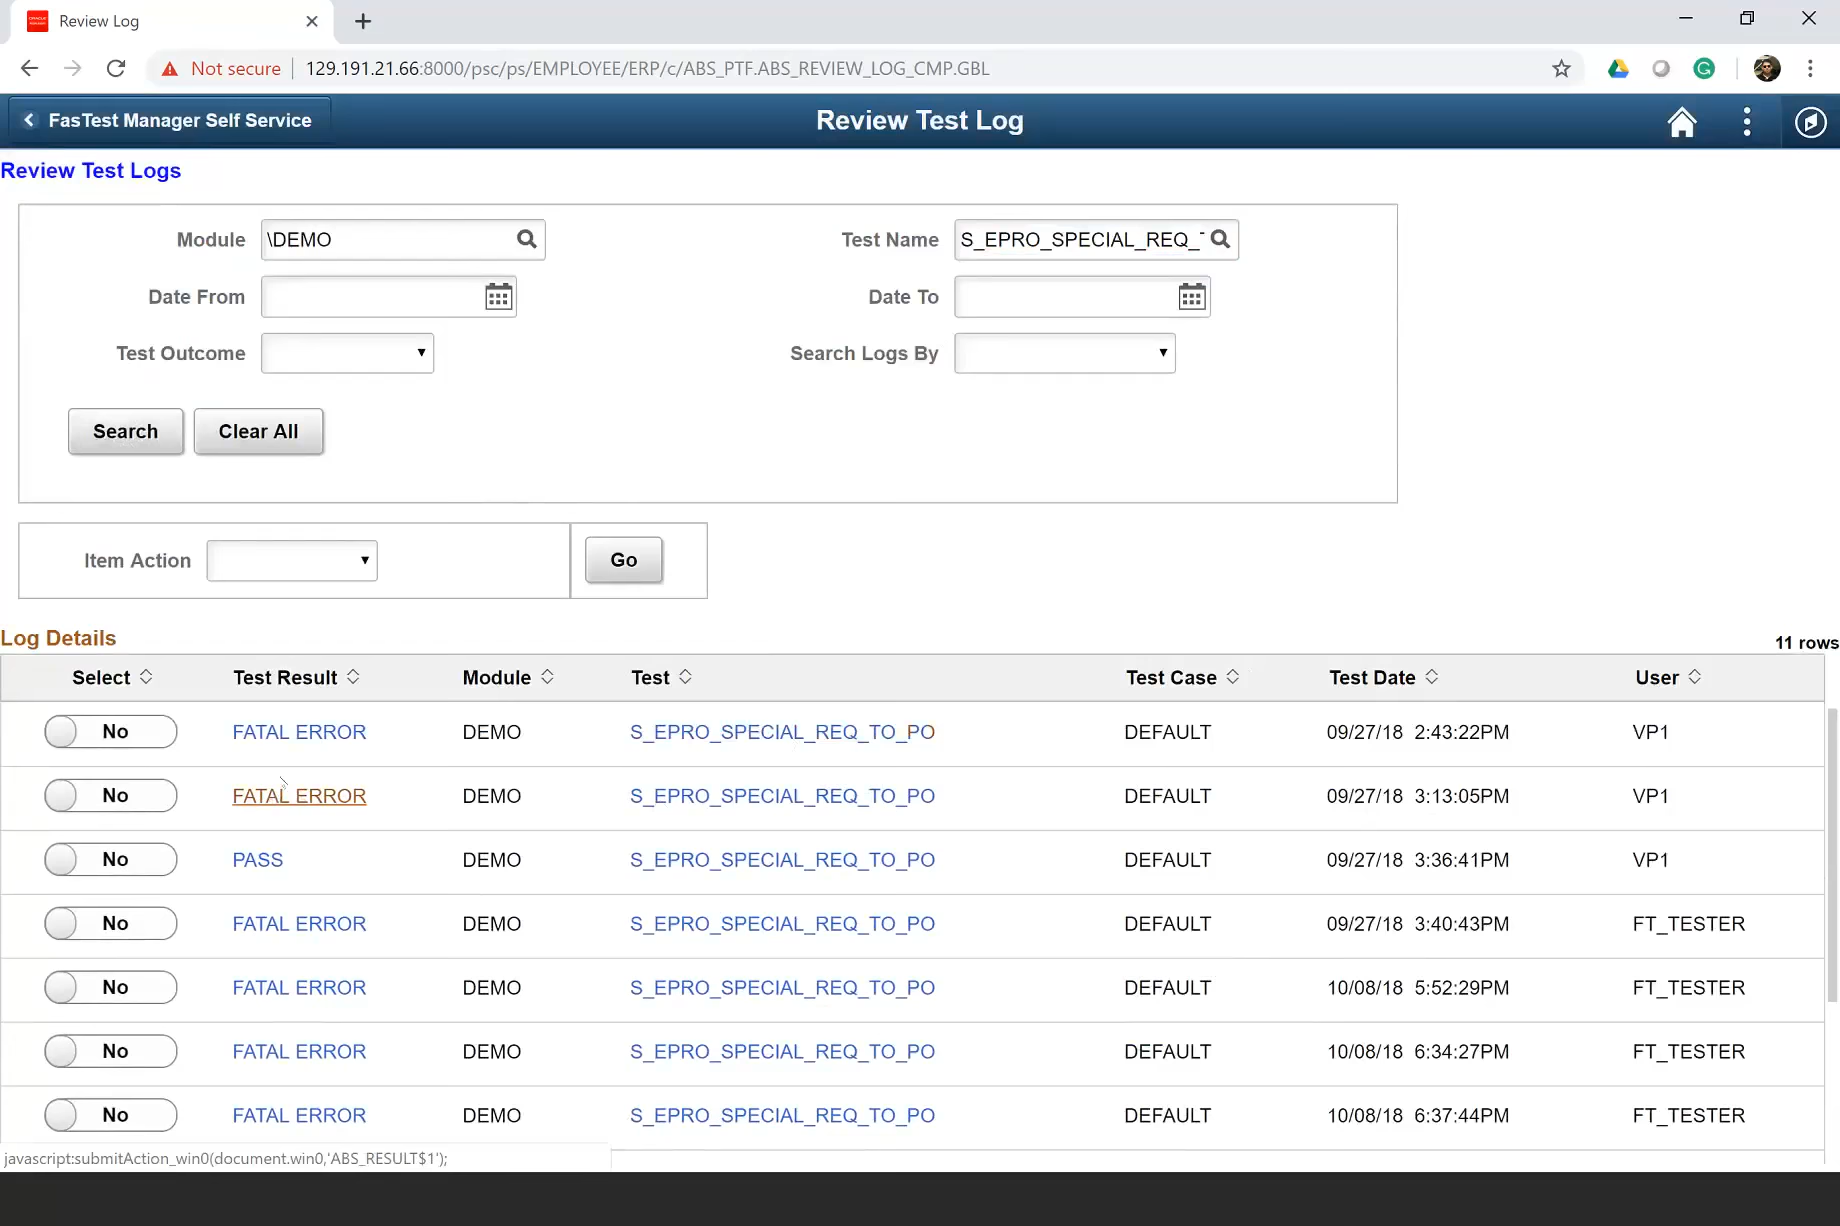 Review Log
Not secure 129.191.21.66:8000/psc/ps/EMPLOYEE/ERP/c/ABS_PTF.ABS_REVIEW_LOG_CMP.GBL
FasTest Manager Self Service
Review Test Log
Review Test Logs
Module \DEMO
Test Name S_EPRO_SPECIAL_REQ_
Date From
Date To
Test Outcome
Search Logs By
Search
Clear All
Item Action
Go
Log Details
11 rows
Select Test Result Module Test Test Case Test Date User
No FATAL ERROR DEMO S_EPRO_SPECIAL_REQ_TO_PO DEFAULT 09/27/18 2:43:22PM VP1
No FATAL ERROR DEMO S_EPRO_SPECIAL_REQ_TO_PO DEFAULT 09/27/18 3:13:05PM VP1
No PASS DEMO S_EPRO_SPECIAL_REQ_TO_PO DEFAULT 09/27/18 3:36:41PM VP1
No FATAL ERROR DEMO S_EPRO_SPECIAL_REQ_TO_PO DEFAULT 09/27/18 3:40:43PM FT_TESTER
No FATAL ERROR DEMO S_EPRO_SPECIAL_REQ_TO_PO DEFAULT 10/08/18 5:52:29PM FT_TESTER
No FATAL ERROR DEMO S_EPRO_SPECIAL_REQ_TO_PO DEFAULT 10/08/18 6:34:27PM FT_TESTER
No FATAL ERROR DEMO S_EPRO_SPECIAL_REQ_TO_PO DEFAULT 10/08/18 6:37:44PM FT_TESTER
javascript:submitAction_win0(document.win0,'ABS_RESULT$1');